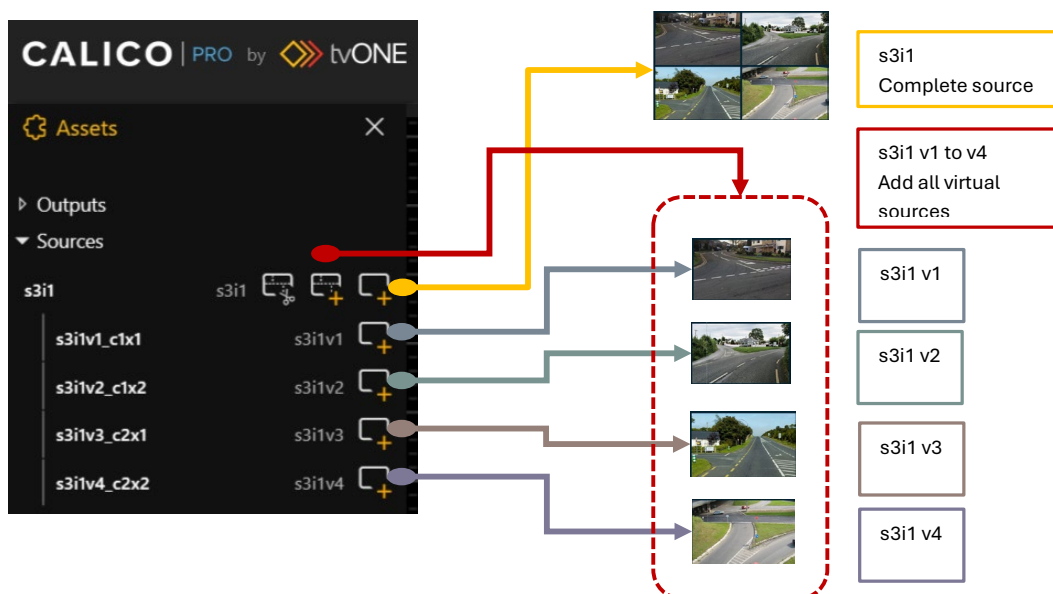 CALICO PRO by tvONE
Assets
Outputs
Sources
s3i1 s3i1
s3i1v1_c1x1 s3i1v1
s3i1v2_c1x2 s3i1v2
s3i1v3_c2x1 s3i1v3
s3i1v4_c2x2 s3i1v4
s3i1
Complete source
s3i1 v1 to v4
Add all virtual
sources
s3i1 v1
s3i1 v2
s3i1 v3
s3i1 v4